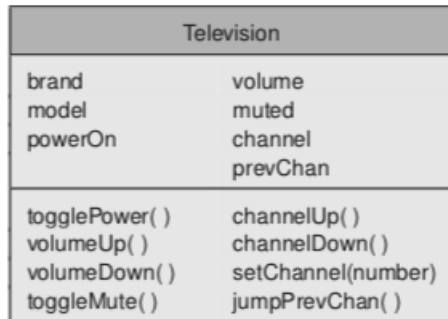 Television
brand volume
model muted
powerOn channel
prevChan
togglePower( ) channelUp( )
volumeUp( ) channelDown( )
volumeDown( ) setChannel(number)
toggleMute( ) jumpPrevChan( )